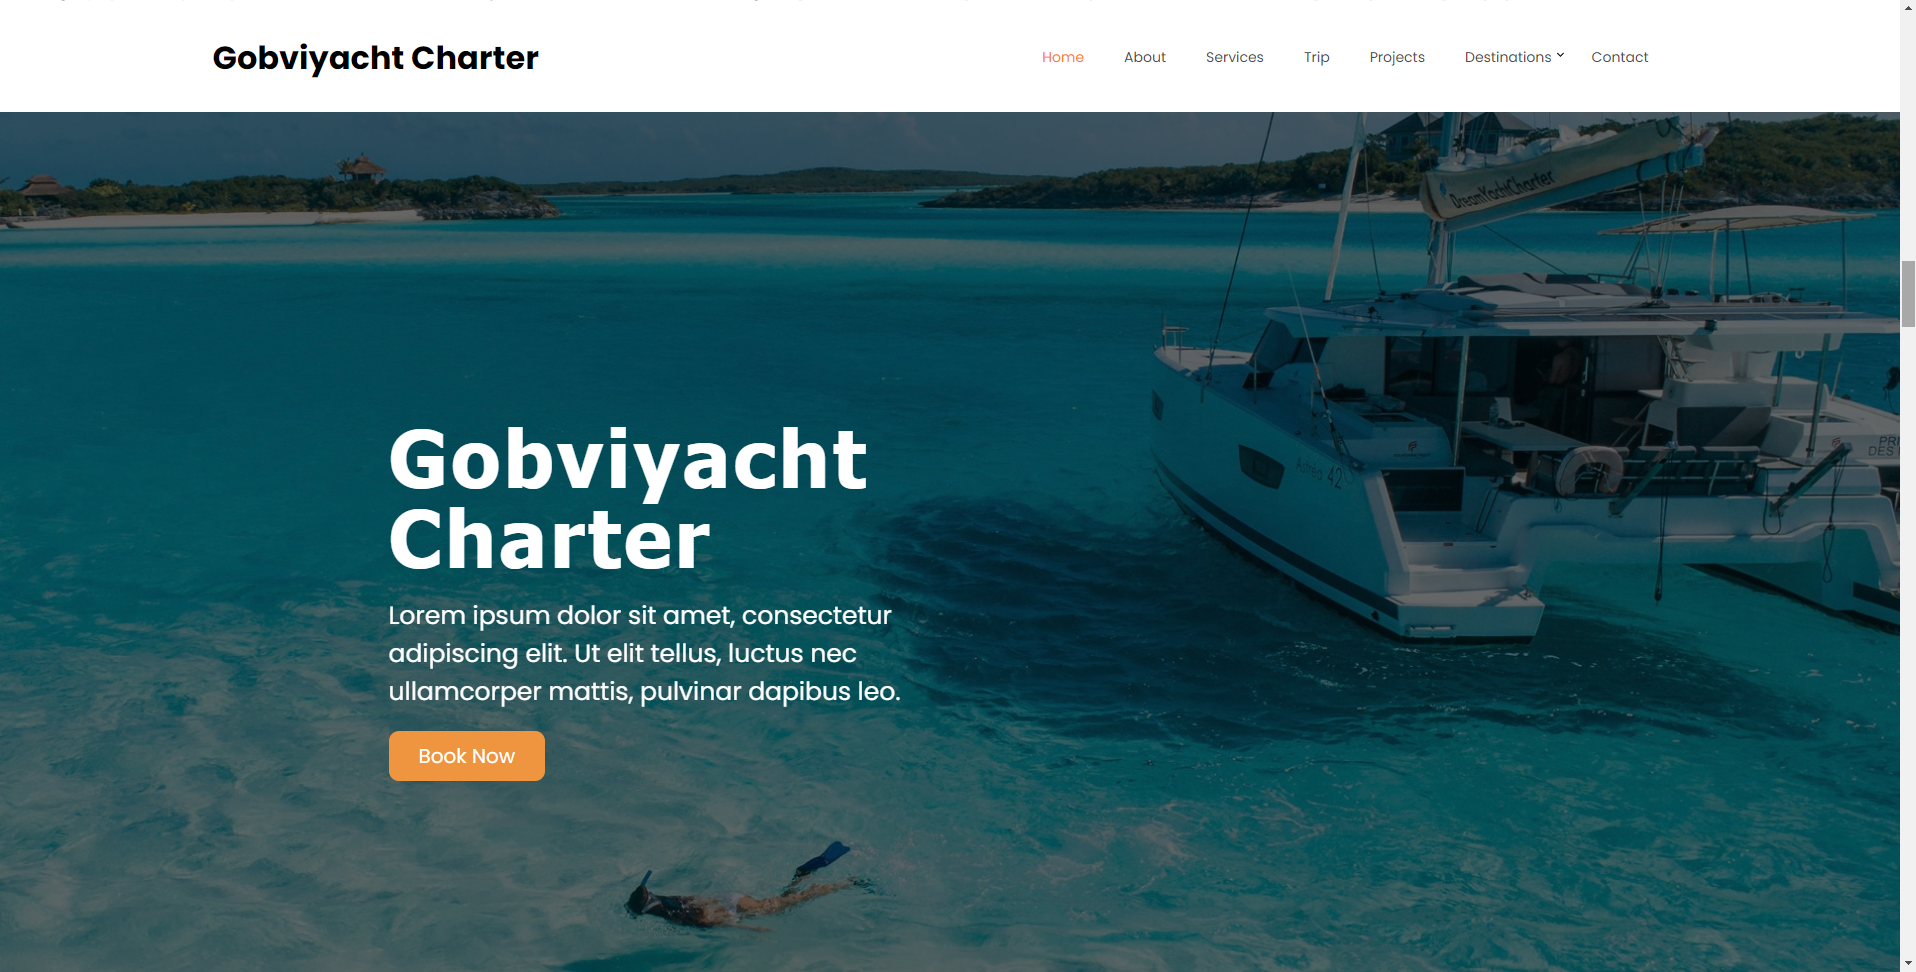 Gobviyacht Charter
Home About Services Trip Projects Destinations Contact
DreamYachtCharter
Gobviyacht
Charter
Astréa 42
Lorem ipsum dolor sit amet, consectetur
adipiscing elit. Ut elit tellus, luctus nec
ullamcorper mattis, pulvinar dapibus leo.
Book Now